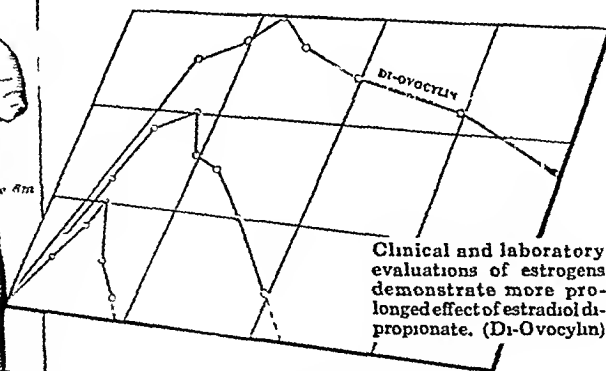 DI-OVOCYLIN
Clinical and laboratory
evaluations of estrogens
demonstrate more pro-
longed effect of estradiol di-
propionate. (Di-Ovocylin)